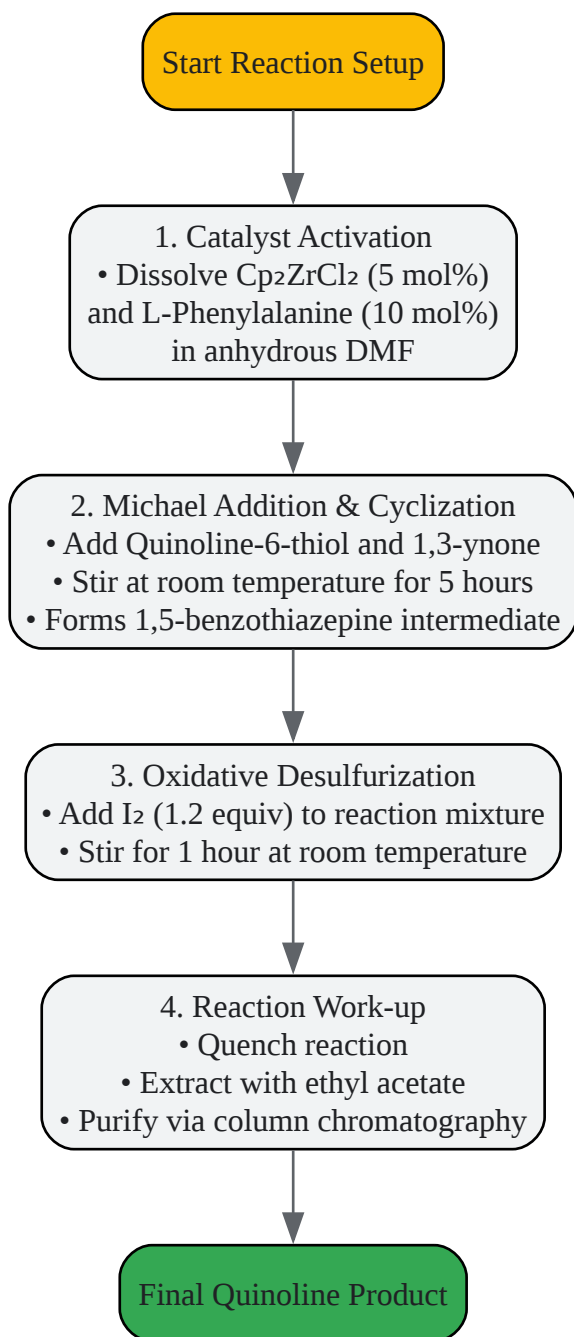 Start Reaction Setup
1. Catalyst Activation
• Dissolve Cp₂ZrCl₂ (5 mol%)
and L-Phenylalanine (10 mol%)
in anhydrous DMF
2. Michael Addition & Cyclization
• Add Quinoline-6-thiol and 1,3-ynone
• Stir at room temperature for 5 hours
• Forms 1,5-benzothiazepine intermediate
3. Oxidative Desulfurization
• Add I₂ (1.2 equiv) to reaction mixture
• Stir for 1 hour at room temperature
4. Reaction Work-up
• Quench reaction
• Extract with ethyl acetate
• Purify via column chromatography
Final Quinoline Product